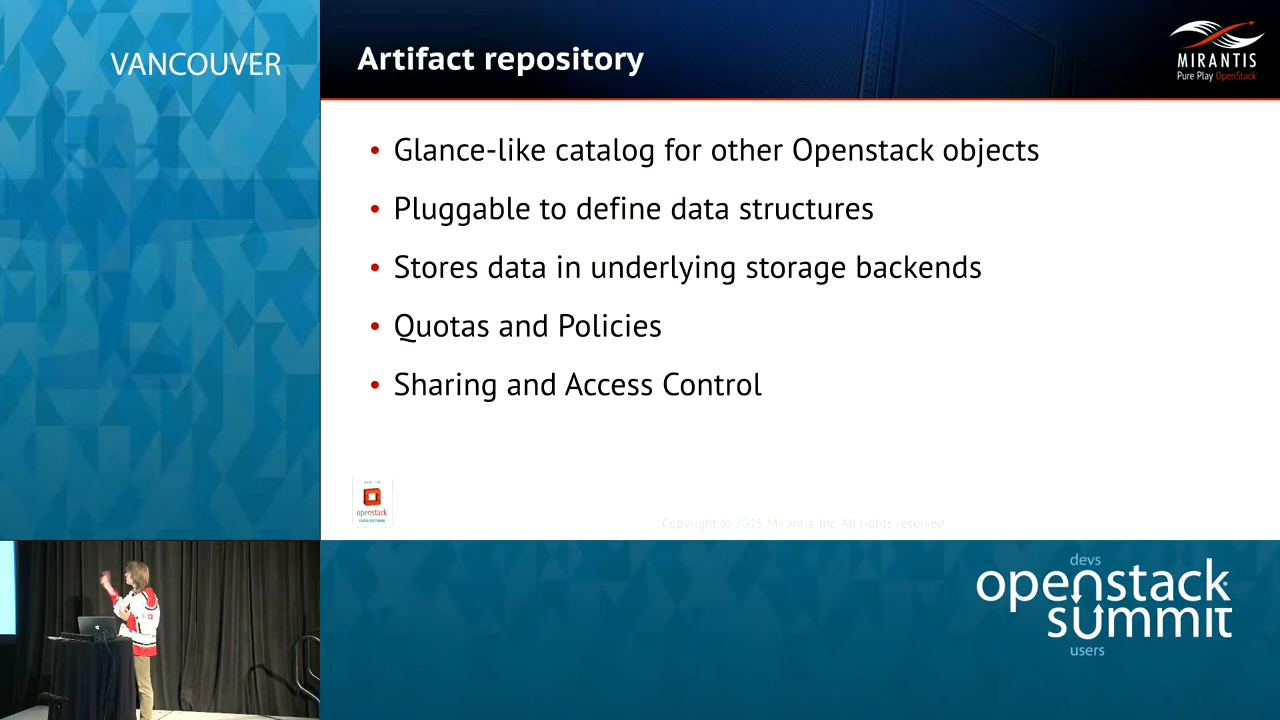 VANCOUVER
Artifact repository
MIRANTIS
Pure Play OpenStack
• Glance-like catalog for other Openstack objects
• Pluggable to define data structures
• Stores data in underlying storage backends
• Quotas and Policies
• Sharing and Access Control
openstack
CLOUD SOFTWARE
Copyright © 2015 Mirantis, Inc. All rights reserved
devs
openstack
summit
users